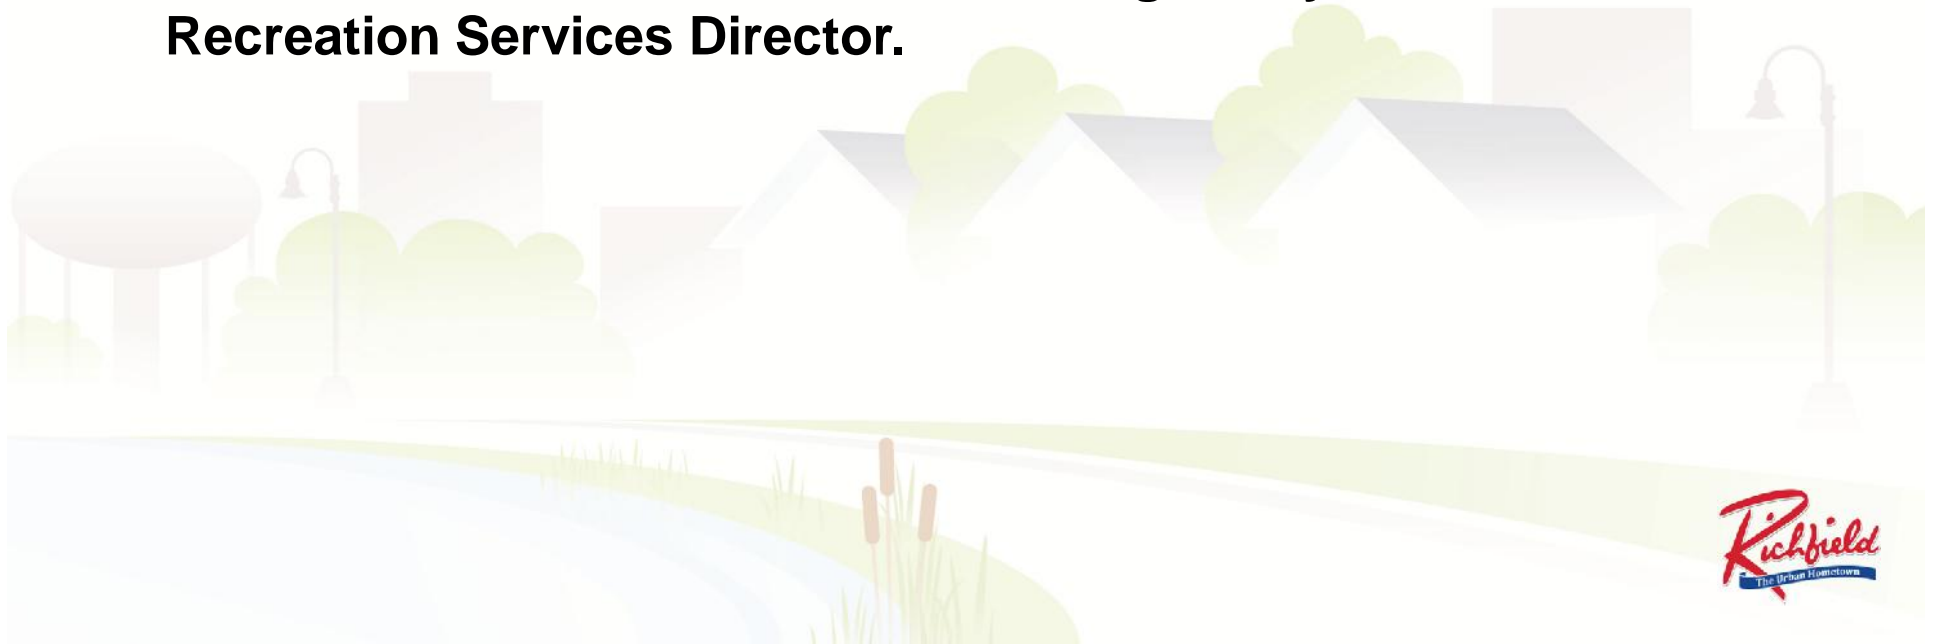 Recreation Services Director.
Richfield
The Urban Hometown